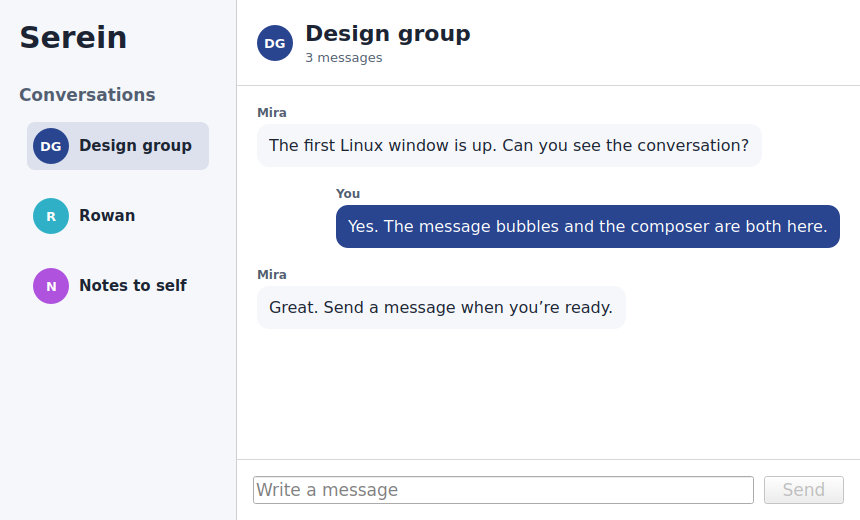 Serein
Conversations
DG Design group
R Rowan
N Notes to self
DG Design group
3 messages
Mira
The first Linux window is up. Can you see the conversation?
You
Yes. The message bubbles and the composer are both here.
Mira
Great. Send a message when you’re ready.
Write a message Send